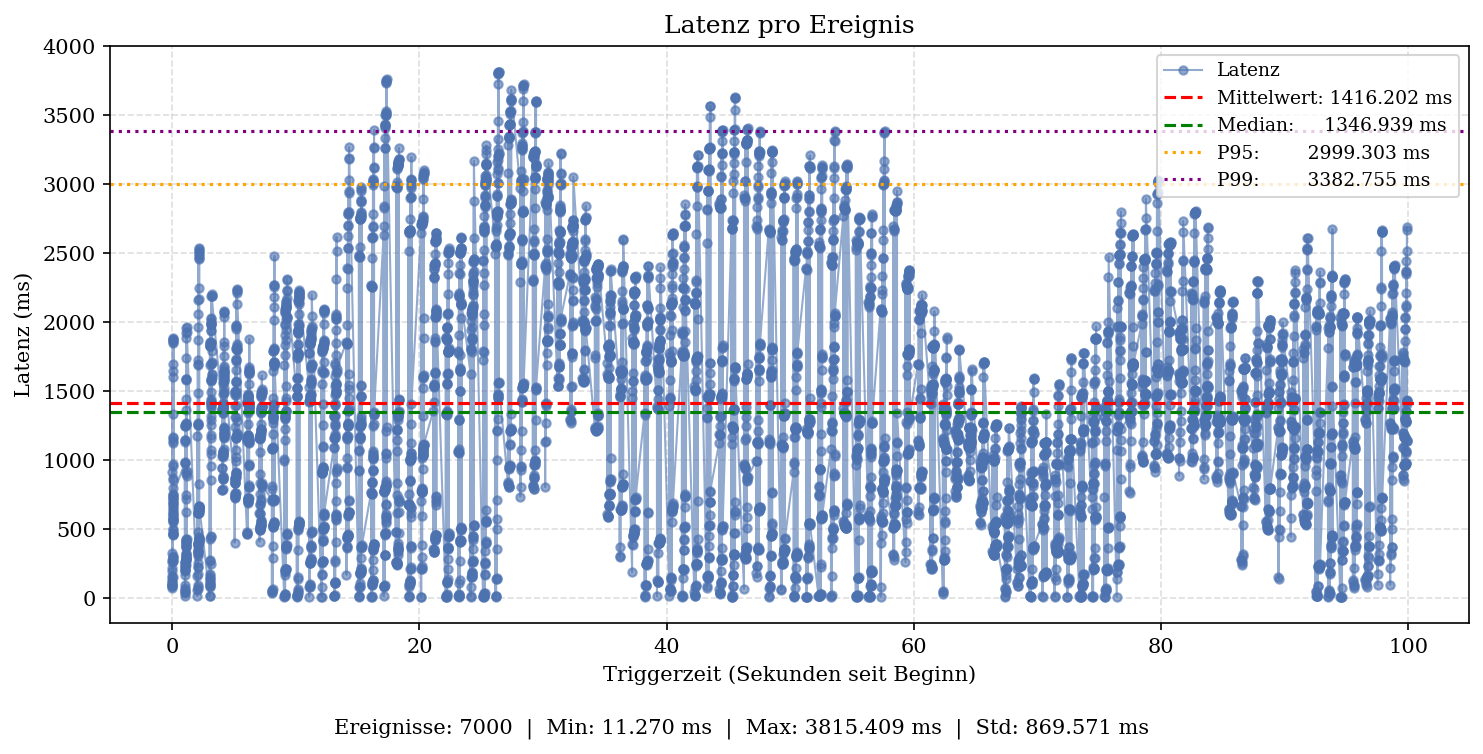 Latenz pro Ereignis
4000
3500
3000
2500
2000
1500
1000
500
0
Latenz (ms)
Latenz
Mittelwert: 1416.202 ms
Median: 1346.939 ms
P95: 2999.303 ms
P99: 3382.755 ms
0 20 40 60 80 100
Triggerzeit (Sekunden seit Beginn)
Ereignisse: 7000 | Min: 11.270 ms | Max: 3815.409 ms | Std: 869.571 ms